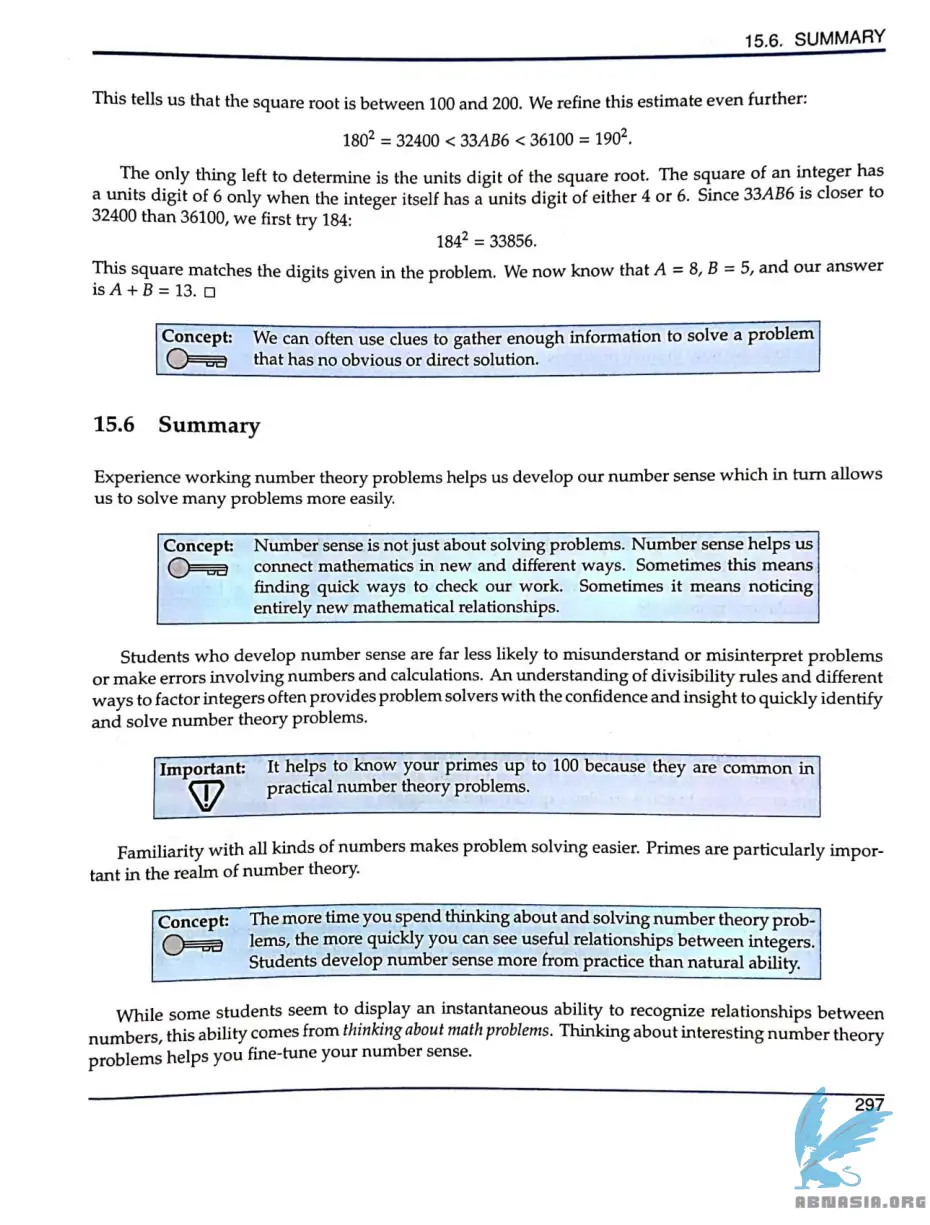 15.6. SUMMARY
This tells us that the square root is between 100 and 200. We refine this estimate even further:
180² = 32400 < 33AB6 < 36100 = 190².
The only thing left to determine is the units digit of the square root. The square of an integer has
a units digit of 6 only when the integer itself has a units digit of either 4 or 6. Since 33AB6 is closer to
32400 than 36100, we first try 184:
184² = 33856.
This square matches the digits given in the problem. We now know that A = 8, B = 5, and our answer
is A + B = 13. □
Concept: We can often use clues to gather enough information to solve a problem
that has no obvious or direct solution.
15.6 Summary
Experience working number theory problems helps us develop our number sense which in turn allows
us to solve many problems more easily.
Concept: Number sense is not just about solving problems. Number sense helps us
connect mathematics in new and different ways. Sometimes this means
finding quick ways to check our work. Sometimes it means noticing
entirely new mathematical relationships.
Students who develop number sense are far less likely to misunderstand or misinterpret problems
or make errors involving numbers and calculations. An understanding of divisibility rules and different
ways to factor integers often provides problem solvers with the confidence and insight to quickly identify
and solve number theory problems.
Important: It helps to know your primes up to 100 because they are common in
practical number theory problems.
Familiarity with all kinds of numbers makes problem solving easier. Primes are particularly impor-
tant in the realm of number theory.
Concept: The more time you spend thinking about and solving number theory prob-
lems, the more quickly you can see useful relationships between integers.
Students develop number sense more from practice than natural ability.
While some students seem to display an instantaneous ability to recognize relationships between
numbers, this ability comes from thinking about math problems. Thinking about interesting number theory
problems helps you fine-tune your number sense.
297
ABNASIA.ORG